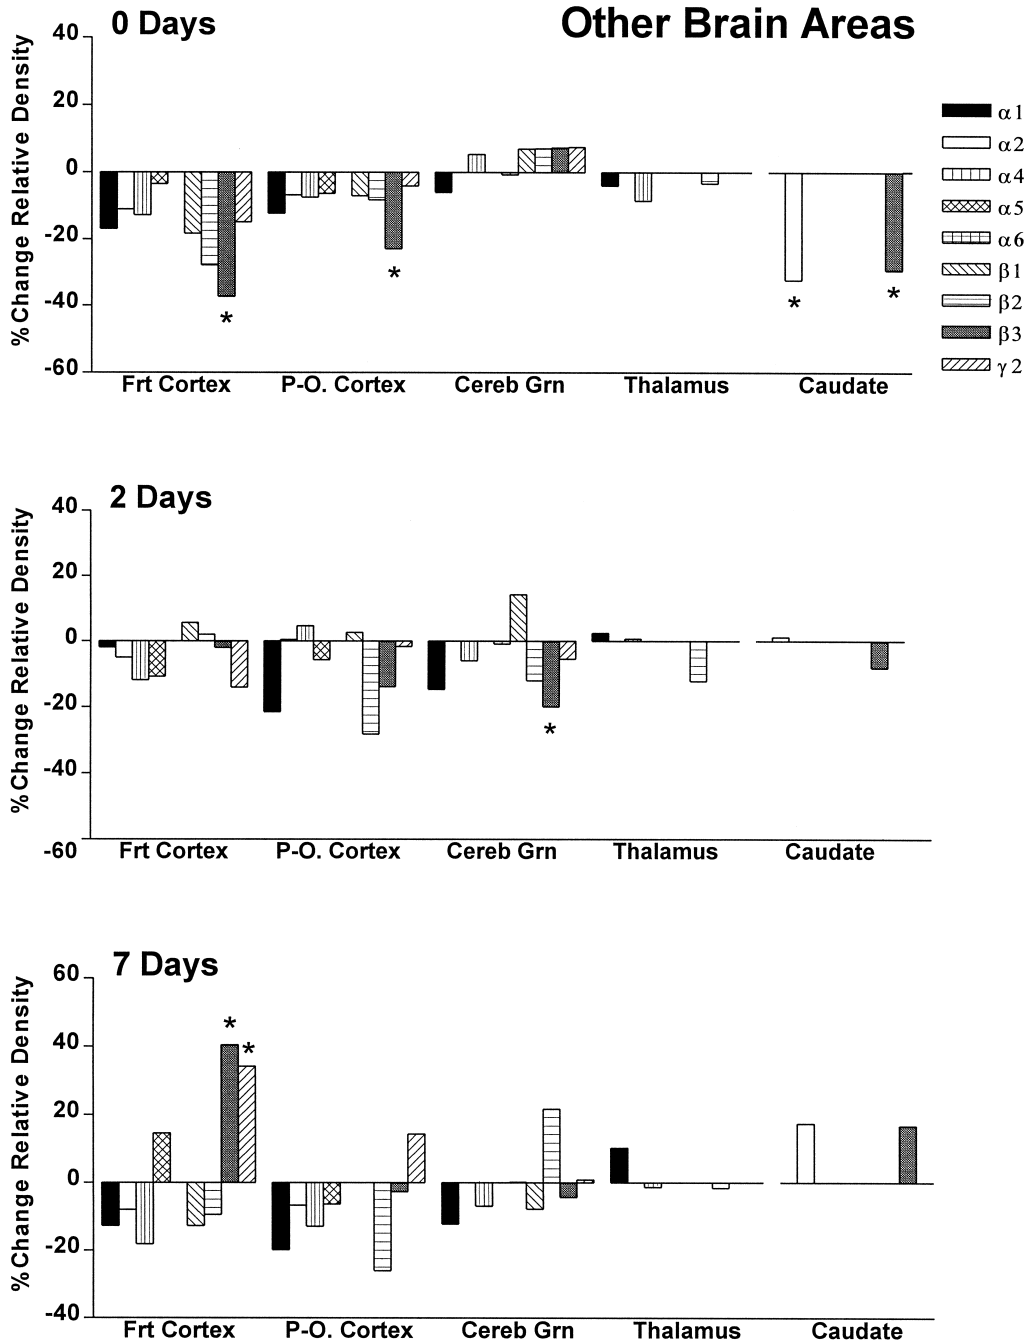 0 Days
Other Brain Areas
%Change Relative Density
40
20
0
-20
-40
-60
* * * *
Frt Cortex P-O. Cortex Cereb Grn Thalamus Caudate
α1
α2
α4
α5
α6
β1
β2
β3
γ2
2 Days
%Change Relative Density
40
20
0
-20
-40
-60
*
Frt Cortex P-O. Cortex Cereb Grn Thalamus Caudate
7 Days
%Change Relative Density
60
40
20
0
-20
-40
* *
Frt Cortex P-O. Cortex Cereb Grn Thalamus Caudate